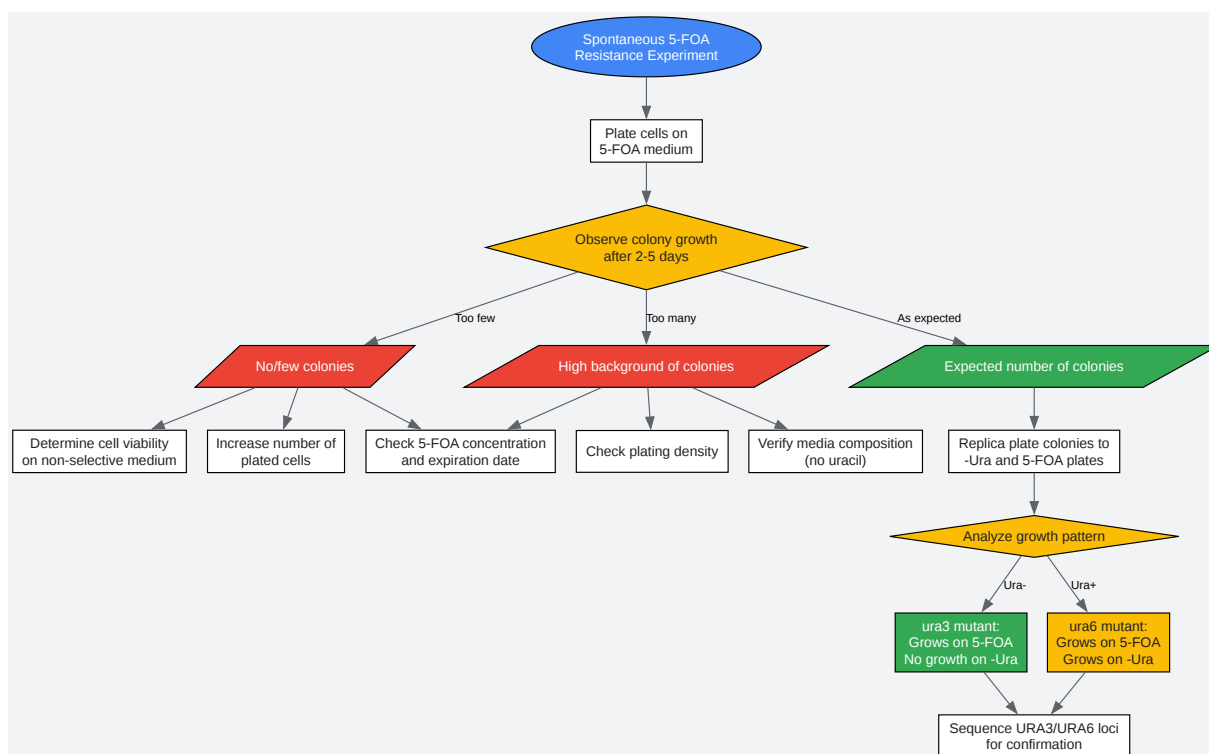 Spontaneous 5-FOA
Resistance Experiment
Plate cells on
5-FOA medium
Observe colony growth
after 2-5 days
Too few
Too many
As expected
No/few colonies
High background of colonies
Expected number of colonies
Determine cell viability
on non-selective medium
Increase number of
plated cells
Check 5-FOA concentration
and expiration date
Check plating density
Verify media composition
(no uracil)
Replica plate colonies to
-Ura and 5-FOA plates
Analyze growth pattern
Ura-
Ura+
ura3 mutant:
Grows on 5-FOA
No growth on -Ura
ura6 mutant:
Grows on 5-FOA
Grows on -Ura
Sequence URA3/URA6 loci
for confirmation